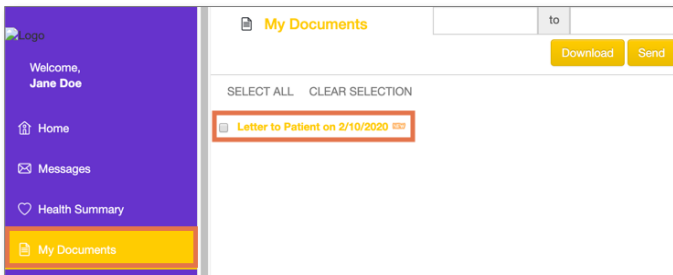 Logo
Welcome,
Jane Doe
Home
Messages
Health Summary
My Documents
My Documents
to
Download Send
SELECT ALL CLEAR SELECTION
Letter to Patient on 2/10/2020